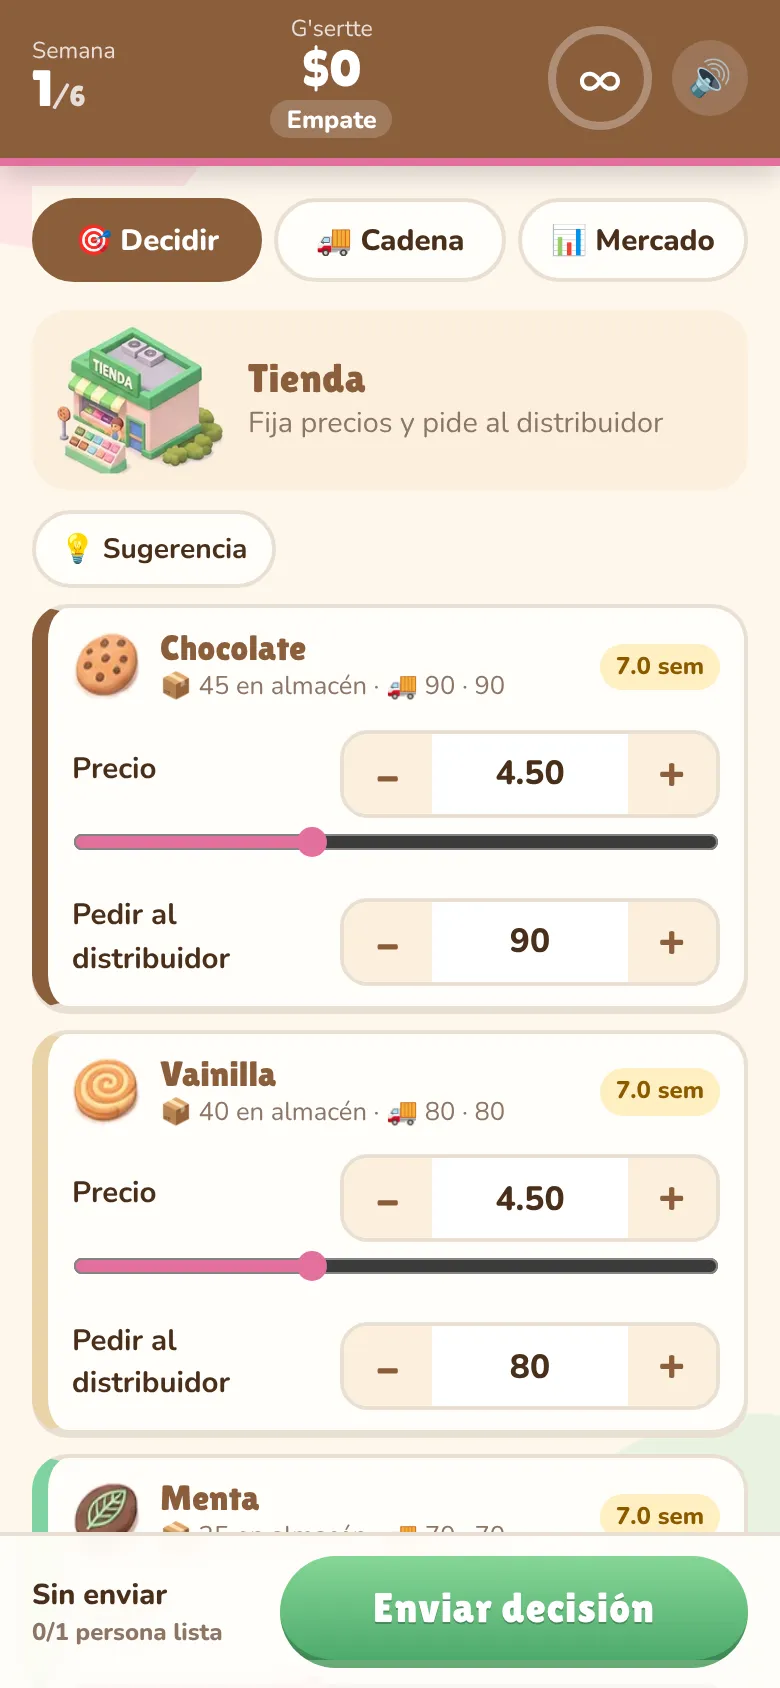 Semana
1/6
G'sertte
$0
Empate
∞
Decidir
Cadena
Mercado
TIENDA
Tienda
Fija precios y pide al distribuidor
Sugerencia
Chocolate
45 en almacén · 90 · 90
7.0 sem
Precio
– 4.50 +
Pedir al
distribuidor
– 90 +
Vainilla
40 en almacén · 80 · 80
7.0 sem
Precio
– 4.50 +
Pedir al
distribuidor
– 80 +
Menta
7.0 sem
Sin enviar
0/1 persona lista
Enviar decisión